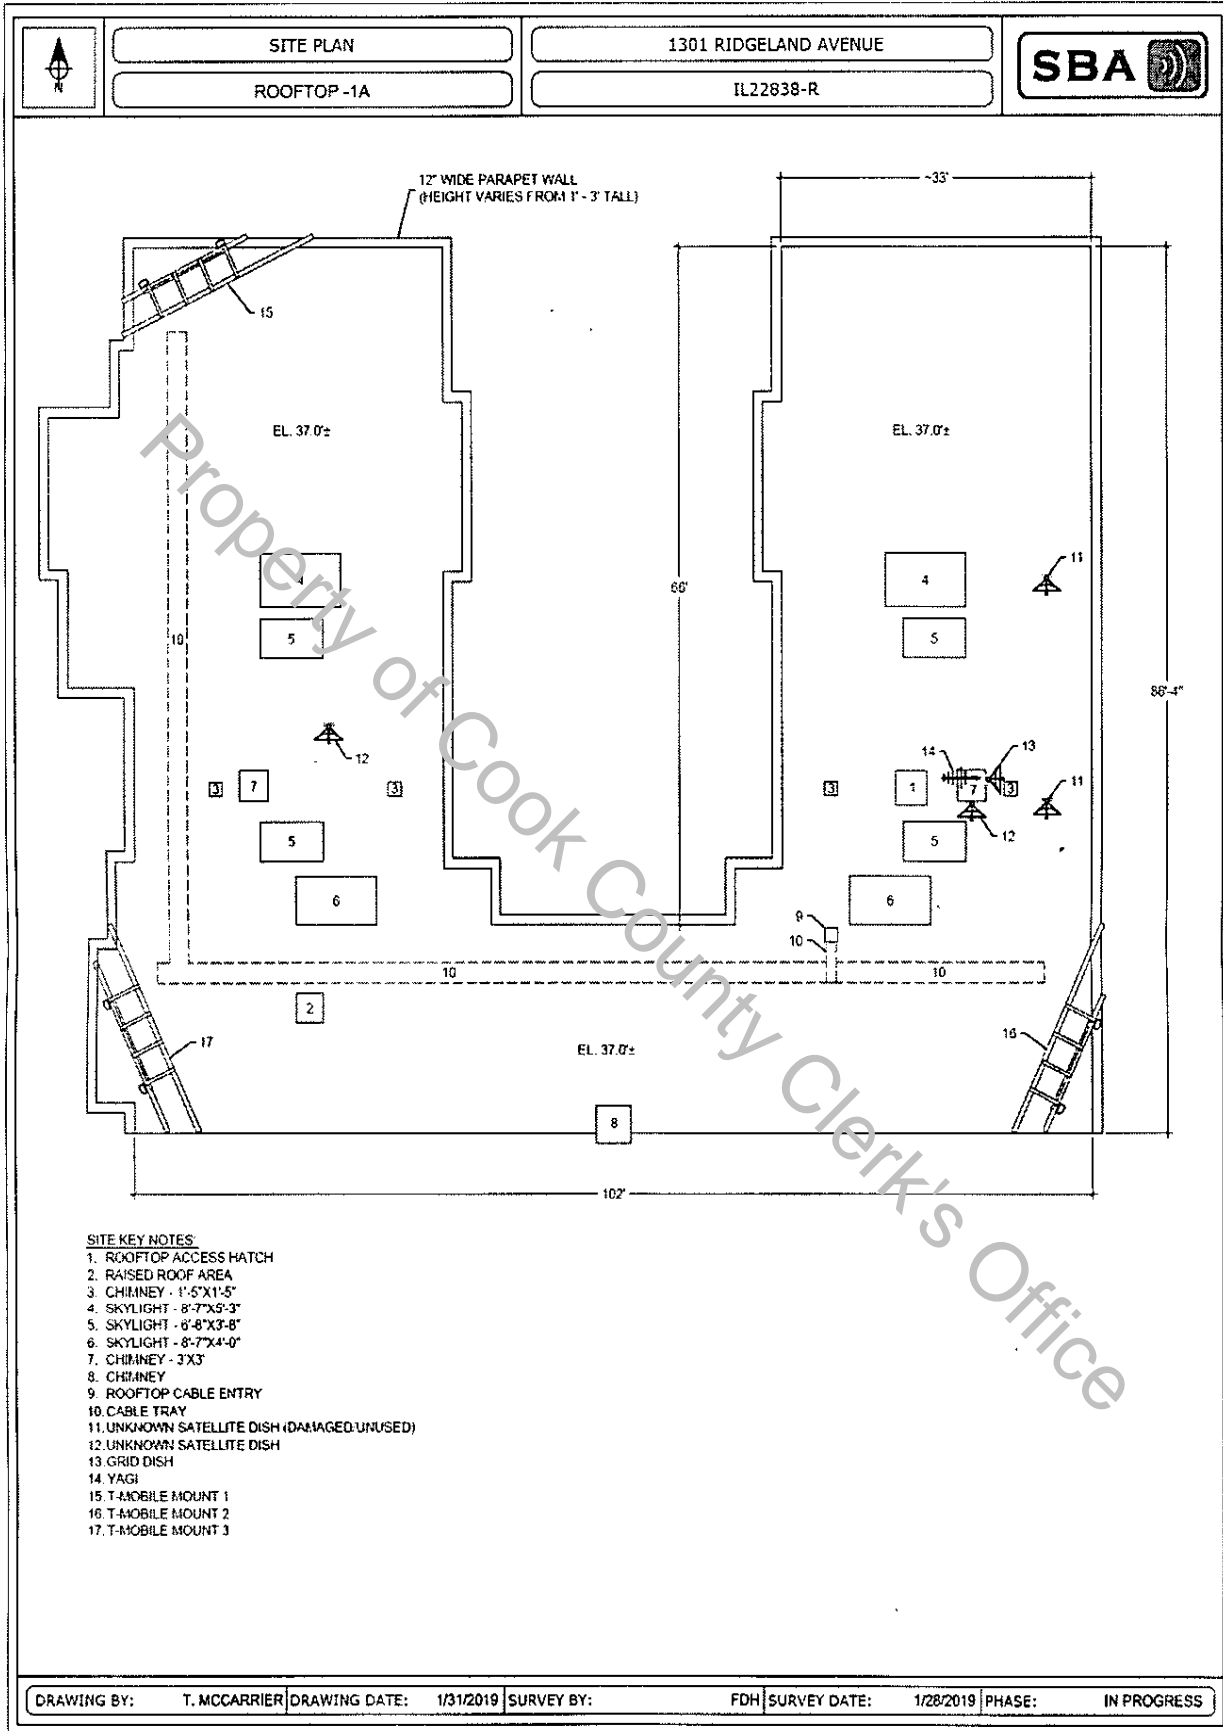 SITE PLAN
1301 RIDGELAND AVENUE
SBA
N
ROOFTOP -1A
IL22838-R
12" WIDE PARAPET WALL
(HEIGHT VARIES FROM 1' - 3' TALL)
~33'
15
EL. 37.0'±
EL. 37.0'±
4
4
11
66'
10
5
5
86'-4"
12
14
13
3
7
3
3
1
7
3
11
12
5
5
6
6
9
10
10
10
2
17
16
EL. 37.0'±
8
102'
SITE KEY NOTES:
1. ROOFTOP ACCESS HATCH
2. RAISED ROOF AREA
3. CHIMNEY - 1'-5"X1'-5"
4. SKYLIGHT - 8'-7"X5'-3"
5. SKYLIGHT - 6'-8"X3'-8"
6. SKYLIGHT - 8'-7"X4'-0"
7. CHIMNEY - 3'X3'
8. CHIMNEY
9. ROOFTOP CABLE ENTRY
10. CABLE TRAY
11. UNKNOWN SATELLITE DISH (DAMAGED/UNUSED)
12. UNKNOWN SATELLITE DISH
13. GRID DISH
14. YAGI
15. T-MOBILE MOUNT 1
16. T-MOBILE MOUNT 2
17. T-MOBILE MOUNT 3
Property of Cook County Clerk's Office
DRAWING BY: T. MCCARRIER DRAWING DATE: 1/31/2019 SURVEY BY: FDH SURVEY DATE: 1/28/2019 PHASE: IN PROGRESS